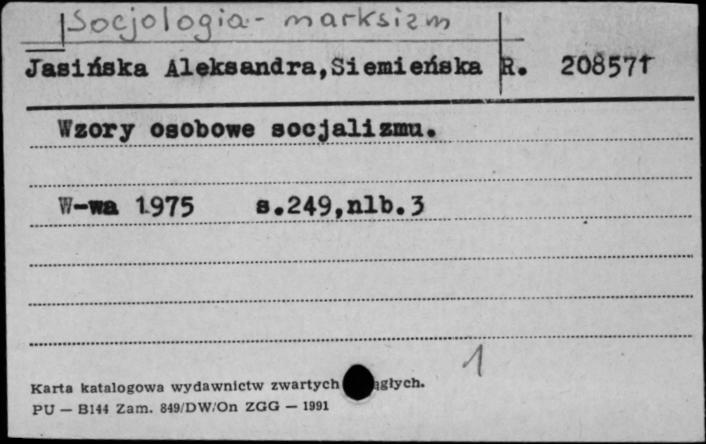 Socjologia - marksizm
Jasińska Aleksandra,Siemieńska R. 208571
Wzory osobowe socjalizmu.
W-wa 1975 s.249,nlb.3
1
Karta katalogowa wydawnictw zwartych
PU — B144 Zam. 849/DW/On ZGG — 1991